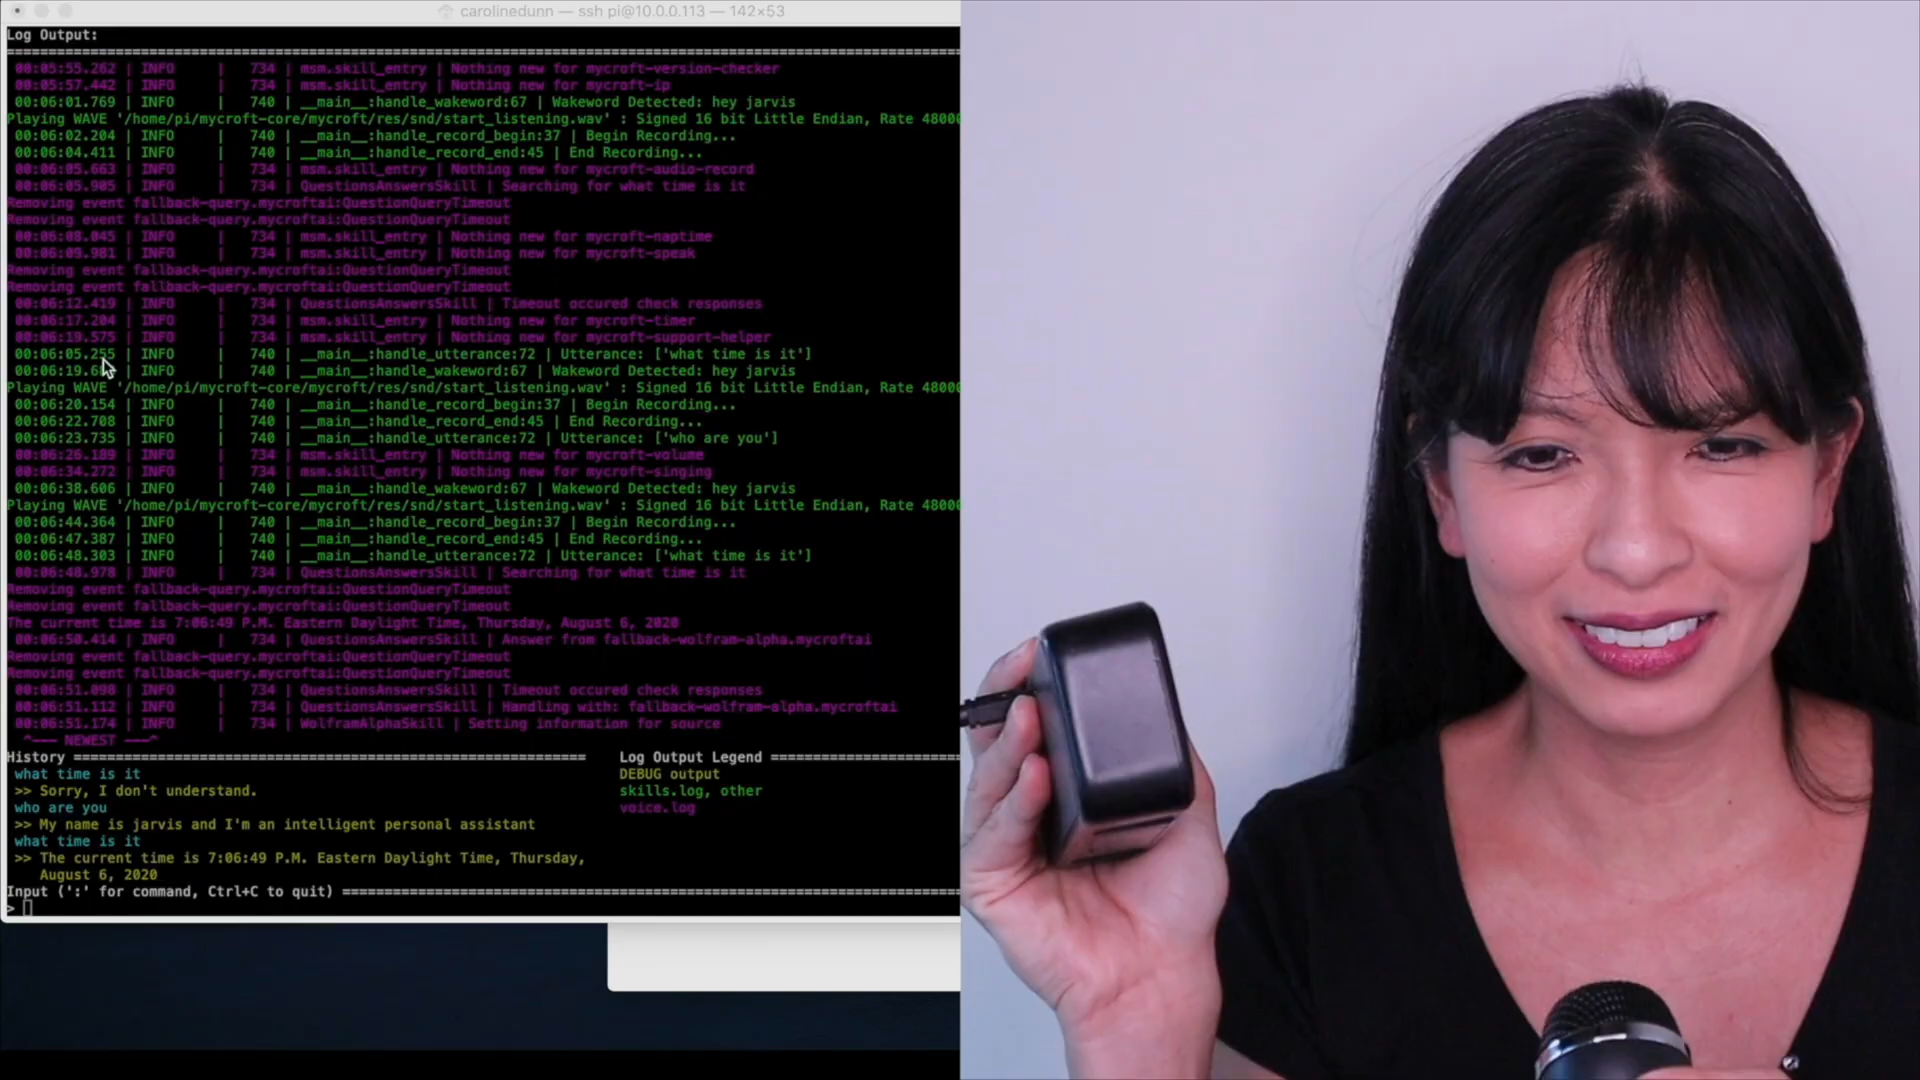 carolinedunn — ssh pi@10.0.0.113 — 142×53
Log Output:
00:05:55.262 | INFO | 734 | msm.skill_entry | Nothing new for mycroft-version-checker
00:05:57.442 | INFO | 734 | msm.skill_entry | Nothing new for mycroft-ip
00:06:01.769 | INFO | 740 | __main__:handle_wakeword:67 | Wakeword Detected: hey jarvis
Playing WAVE '/home/pi/mycroft-core/mycroft/res/snd/start_listening.wav' : Signed 16 bit Little Endian, Rate 48000
00:06:02.204 | INFO | 740 | __main__:handle_record_begin:37 | Begin Recording...
00:06:04.411 | INFO | 740 | __main__:handle_record_end:45 | End Recording...
00:06:05.663 | INFO | 734 | msm.skill_entry | Nothing new for mycroft-audio-record
00:06:05.905 | INFO | 734 | QuestionsAnswersSkill | Searching for what time is it
Removing event fallback-query.mycroftai:QuestionQueryTimeout
Removing event fallback-query.mycroftai:QuestionQueryTimeout
00:06:08.045 | INFO | 734 | msm.skill_entry | Nothing new for mycroft-naptime
00:06:09.981 | INFO | 734 | msm.skill_entry | Nothing new for mycroft-speak
Removing event fallback-query.mycroftai:QuestionQueryTimeout
Removing event fallback-query.mycroftai:QuestionQueryTimeout
00:06:12.419 | INFO | 734 | QuestionsAnswersSkill | Timeout occured check responses
00:06:17.204 | INFO | 734 | msm.skill_entry | Nothing new for mycroft-timer
00:06:19.575 | INFO | 734 | msm.skill_entry | Nothing new for mycroft-support-helper
00:06:05.255 | INFO | 740 | __main__:handle_utterance:72 | Utterance: ['what time is it']
| INFO | 740 | __main__:handle_wakeword:67 | Wakeword Detected: hey jarvis
Playing WAVE '/home/pi/mycroft-core/mycroft/res/snd/start_listening.wav' : Signed 16 bit Little Endian, Rate 48000
00:06:20.154 | INFO | 740 | __main__:handle_record_begin:37 | Begin Recording...
00:06:22.708 | INFO | 740 | __main__:handle_record_end:45 | End Recording...
00:06:23.735 | INFO | 740 | __main__:handle_utterance:72 | Utterance: ['who are you']
00:06:26.189 | INFO | 734 | msm.skill_entry | Nothing new for mycroft-volume
00:06:34.272 | INFO | 734 | msm.skill_entry | Nothing new for mycroft-singing
00:06:38.606 | INFO | 740 | __main__:handle_wakeword:67 | Wakeword Detected: hey jarvis
Playing WAVE '/home/pi/mycroft-core/mycroft/res/snd/start_listening.wav' : Signed 16 bit Little Endian, Rate 48000
00:06:44.364 | INFO | 740 | __main__:handle_record_begin:37 | Begin Recording...
00:06:47.387 | INFO | 740 | __main__:handle_record_end:45 | End Recording...
00:06:48.303 | INFO | 740 | __main__:handle_utterance:72 | Utterance: ['what time is it']
00:06:48.978 | INFO | 734 | QuestionsAnswersSkill | Searching for what time is it
Removing event fallback-query.mycroftai:QuestionQueryTimeout
Removing event fallback-query.mycroftai:QuestionQueryTimeout
The current time is 7:06:49 P.M. Eastern Daylight Time, Thursday, August 6, 2020
00:06:50.414 | INFO | 734 | QuestionsAnswersSkill | Answer from fallback-wolfram-alpha.mycroftai
Removing event fallback-query.mycroftai:QuestionQueryTimeout
Removing event fallback-query.mycroftai:QuestionQueryTimeout
00:06:51.098 | INFO | 734 | QuestionsAnswersSkill | Timeout occured check responses
00:06:51.112 | INFO | 734 | QuestionsAnswersSkill | Handling with: fallback-wolfram-alpha.mycroftai
00:06:51.174 | INFO | 734 | WolframAlphaSkill | Setting information for source
^--- NEWEST ---^
History
what time is it
>> Sorry, I don't understand.
who are you
>> My name is jarvis and I'm an intelligent personal assistant
what time is it
>> The current time is 7:06:49 P.M. Eastern Daylight Time, Thursday,
August 6, 2020
Log Output Legend
DEBUG output
skills.log, other
voice.log
Input (':' for command, Ctrl+C to quit)
>